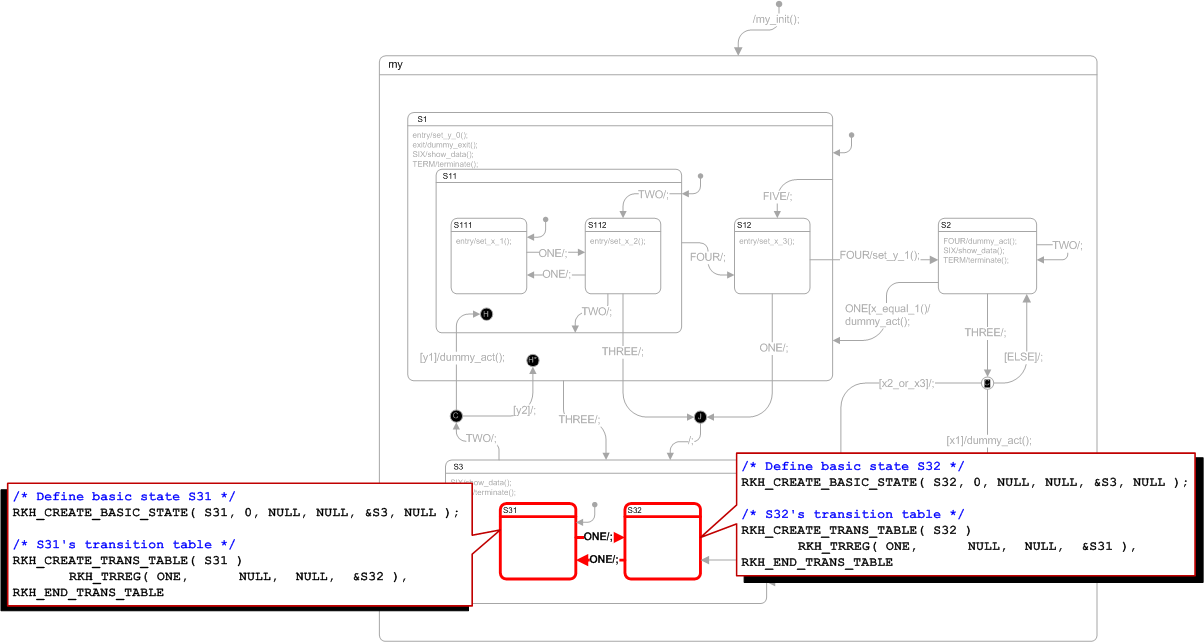 /my_init();
my
S1
entry/set_y_0();
exit/dummy_exit();
SIX/show_data();
TERM/terminate();
S11
TWO/;
FIVE/;
S111
entry/set_x_1();
S112
entry/set_x_2();
S12
entry/set_x_3();
S2
FOUR/dummy_act();
SIX/show_data();
TERM/terminate();
TWO/;
ONE/;
ONE/;
FOUR/;
FOUR/set_y_1();
TWO/;
H
ONE[x_equal_1()/
dummy_act();
THREE/;
[ELSE]/;
THREE/;
ONE/;
[y1]/dummy_act();
H*
[x2_or_x3]/;
[y2]/;
C
J
THREE/;
TWO/;
/;
[x1]/dummy_act();
S3
/* Define basic state S31 */
RKH_CREATE_BASIC_STATE( S31, 0, NULL, NULL, &S3, NULL );
/* S31's transition table */
RKH_CREATE_TRANS_TABLE( S31 )
RKH_TRREG( ONE, NULL, NULL, &S32 ),
RKH_END_TRANS_TABLE
S31
S32
ONE/;
ONE/;
/* Define basic state S32 */
RKH_CREATE_BASIC_STATE( S32, 0, NULL, NULL, &S3, NULL );
/* S32's transition table */
RKH_CREATE_TRANS_TABLE( S32 )
RKH_TRREG( ONE, NULL, NULL, &S31 ),
RKH_END_TRANS_TABLE